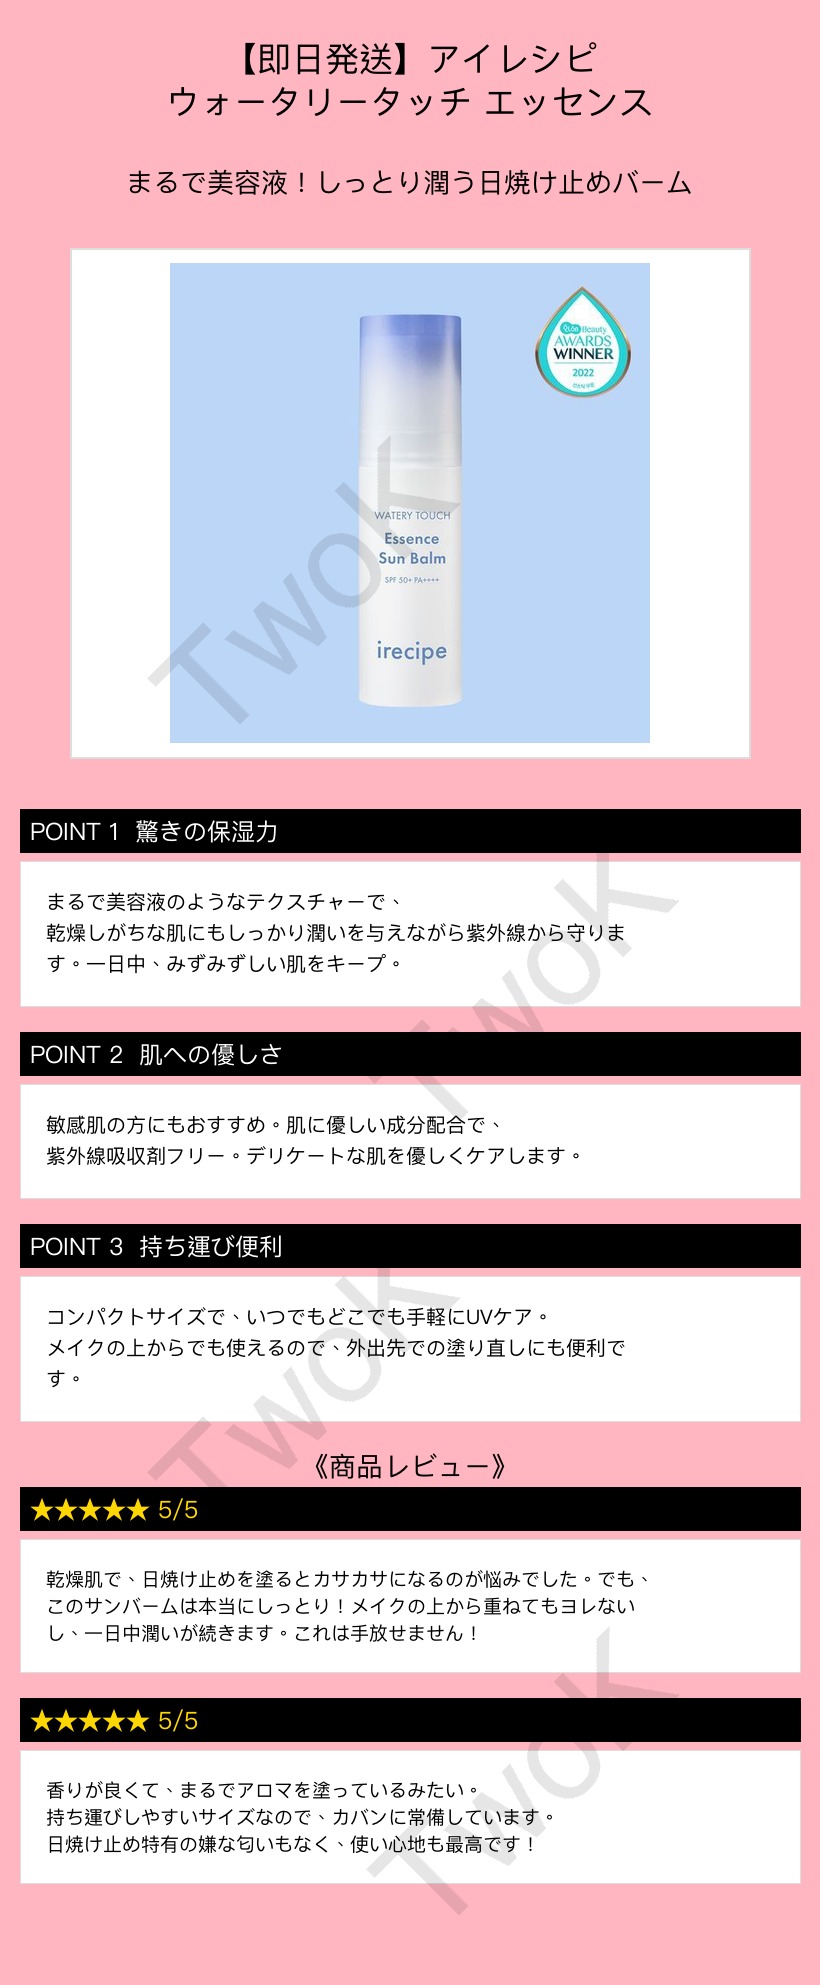 【即日発送】アイレシピ
ウォータリータッチ エッセンス
まるで美容液！しっとり潤う日焼け止めバーム
Qoo10 Beauty
AWARDS
WINNER
2022
WATERY TOUCH
Essence
Sun Balm
SPF 50+ PA++++
irecipe
TwoK
POINT 1 驚きの保湿力
まるで美容液のようなテクスチャーで、
乾燥しがちな肌にもしっかり潤いを与えながら紫外線から守りま
す。一日中、みずみずしい肌をキープ。
TwoK
POINT 2 肌への優しさ
敏感肌の方にもおすすめ。肌に優しい成分配合で、
紫外線吸収剤フリー。デリケートな肌を優しくケアします。
POINT 3 持ち運び便利
コンパクトサイズで、いつでもどこでも手軽にUVケア。
メイクの上からでも使えるので、外出先での塗り直しにも便利で
す。
TwoK
《商品レビュー》
★★★★★ 5/5
乾燥肌で、日焼け止めを塗るとカサカサになるのが悩みでした。でも、
このサンバームは本当にしっとり！メイクの上から重ねてもヨレない
し、一日中潤いが続きます。これは手放せません！
★★★★★ 5/5
香りが良くて、まるでアロマを塗っているみたい。
持ち運びしやすいサイズなので、カバンに常備しています。
日焼け止め特有の嫌な匂いもなく、使い心地も最高です！
TwoK